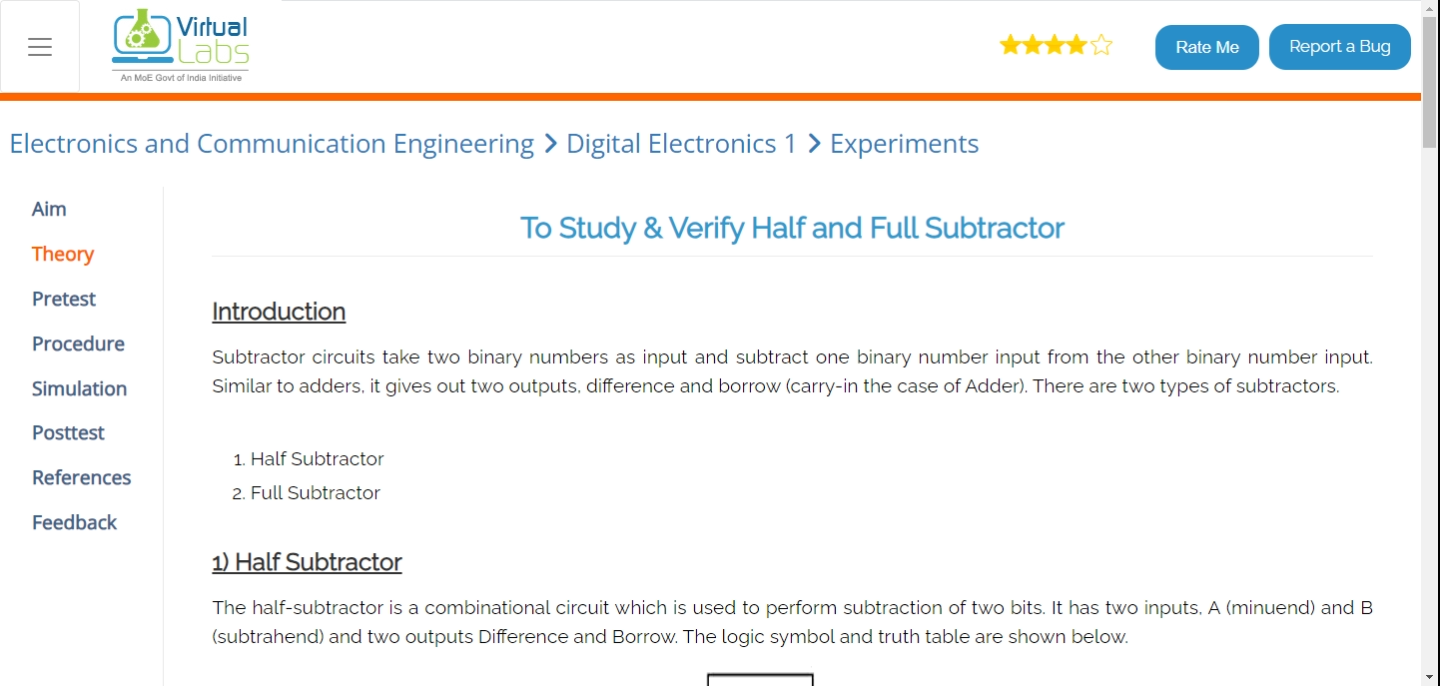 Virtual
Labs
An MoE Govt of India Initiative
Rate Me
Report a Bug
Electronics and Communication Engineering > Digital Electronics 1 > Experiments
Aim
Theory
Pretest
Procedure
Simulation
Posttest
References
Feedback
To Study & Verify Half and Full Subtractor
Introduction
Subtractor circuits take two binary numbers as input and subtract one binary number input from the other binary number input.
Similar to adders, it gives out two outputs, difference and borrow (carry-in the case of Adder). There are two types of subtractors.
1. Half Subtractor
2. Full Subtractor
1) Half Subtractor
The half-subtractor is a combinational circuit which is used to perform subtraction of two bits. It has two inputs, A (minuend) and B
(subtrahend) and two outputs Difference and Borrow. The logic symbol and truth table are shown below.